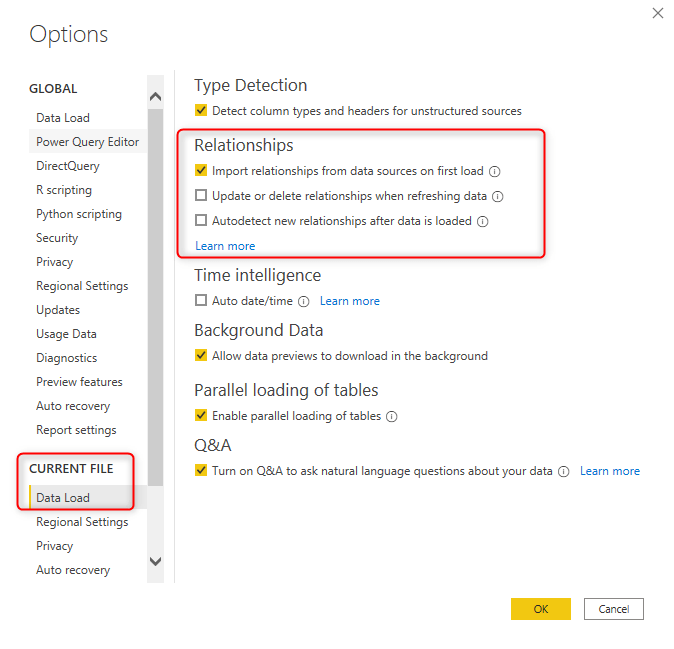 Options
GLOBAL
Data Load
Power Query Editor
DirectQuery
R scripting
Python scripting
Security
Privacy
Regional Settings
Updates
Usage Data
Diagnostics
Preview features
Auto recovery
Report settings
CURRENT FILE
Data Load
Regional Settings
Privacy
Auto recovery
Type Detection
Detect column types and headers for unstructured sources
Relationships
Import relationships from data sources on first load
Update or delete relationships when refreshing data
Autodetect new relationships after data is loaded
Learn more
Time intelligence
Auto date/time Learn more
Background Data
Allow data previews to download in the background
Parallel loading of tables
Enable parallel loading of tables
Q&A
Turn on Q&A to ask natural language questions about your data Learn more
OK Cancel